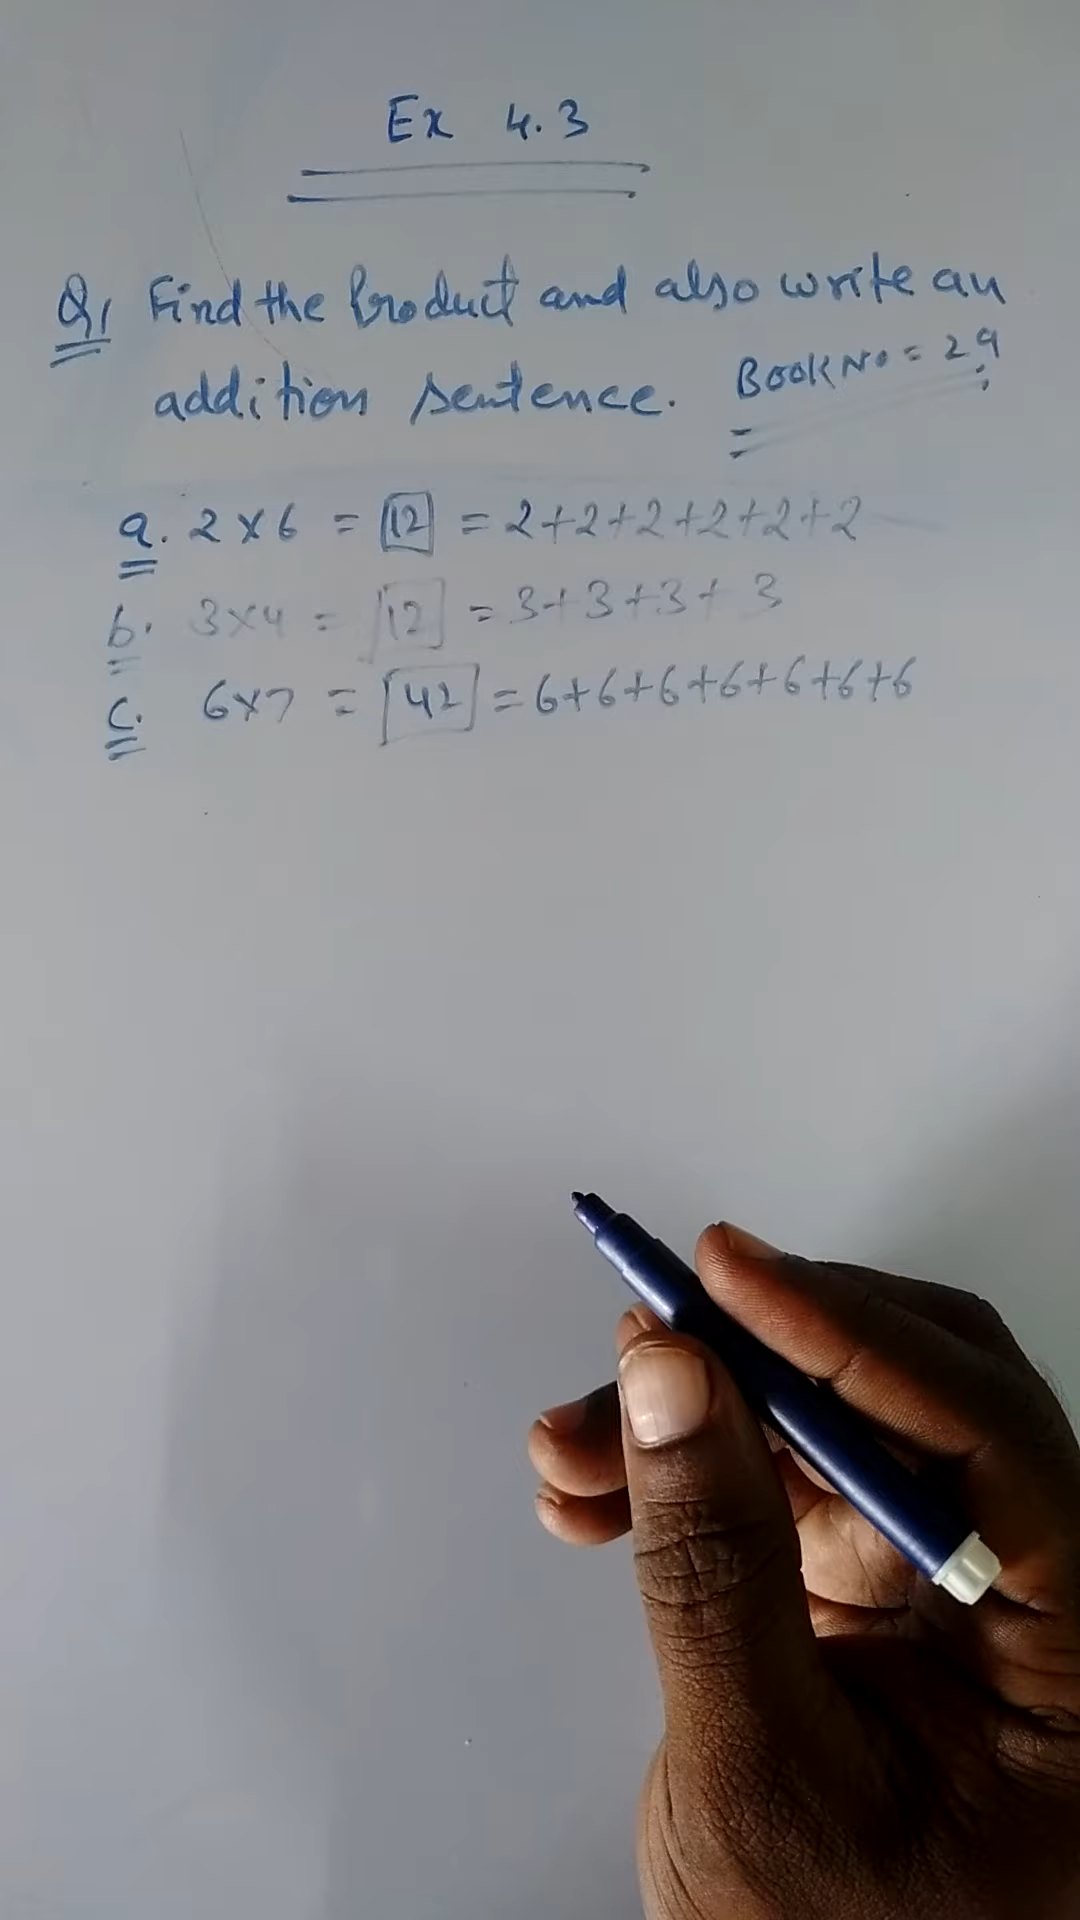 Ex 4.3
Q1 Find the Product and also write an
addition sentence. Book No = 29
a. 2 × 6 = 12 = 2+2+2+2+2+2
b. 3×4 = 12 = 3+3+3+3
c. 6×7 = 42 = 6+6+6+6+6+6+6